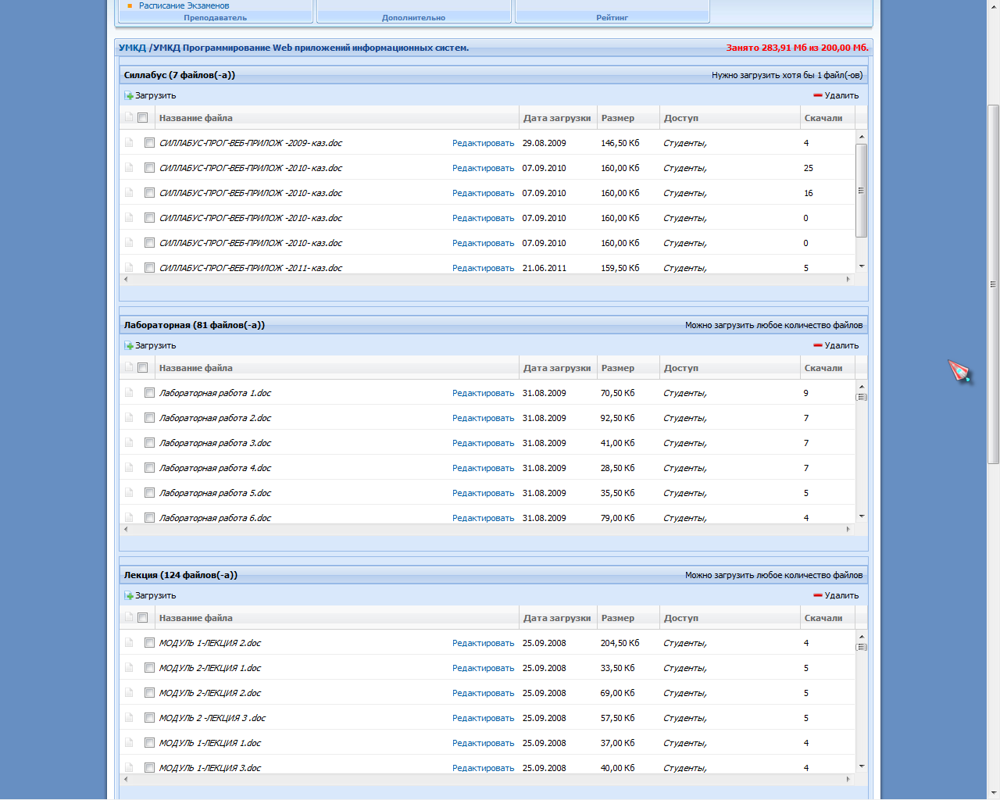 Расписание Экзаменов
Преподаватель Дополнительно Рейтинг
УМКД /УМКД Программирование Web приложений информационных систем. Занято 283,91 Мб из 200,00 Мб.
Силлабус (7 файлов(-а)) Нужно загрузить хотя бы 1 файл(-ов)
Загрузить Удалить
Название файла Дата загрузки Размер Доступ Скачали
СИЛЛАБУС-ПРОГ-ВЕБ-ПРИЛОЖ -2009- каз.doc Редактировать 29.08.2009 146,50 Кб Студенты, 4
СИЛЛАБУС-ПРОГ-ВЕБ-ПРИЛОЖ -2010- каз.doc Редактировать 07.09.2010 160,00 Кб Студенты, 25
СИЛЛАБУС-ПРОГ-ВЕБ-ПРИЛОЖ -2010- каз.doc Редактировать 07.09.2010 160,00 Кб Студенты, 16
СИЛЛАБУС-ПРОГ-ВЕБ-ПРИЛОЖ -2010- каз.doc Редактировать 07.09.2010 160,00 Кб Студенты, 0
СИЛЛАБУС-ПРОГ-ВЕБ-ПРИЛОЖ -2010- каз.doc Редактировать 07.09.2010 160,00 Кб Студенты, 0
СИЛЛАБУС-ПРОГ-ВЕБ-ПРИЛОЖ -2011- каз.doc Редактировать 21.06.2011 159,50 Кб Студенты, 5
Лабораторная (81 файлов(-а)) Можно загрузить любое количество файлов
Загрузить Удалить
Название файла Дата загрузки Размер Доступ Скачали
Лабораторная работа 1.doc Редактировать 31.08.2009 70,50 Кб Студенты, 9
Лабораторная работа 2.doc Редактировать 31.08.2009 92,50 Кб Студенты, 7
Лабораторная работа 3.doc Редактировать 31.08.2009 41,00 Кб Студенты, 7
Лабораторная работа 4.doc Редактировать 31.08.2009 28,50 Кб Студенты, 7
Лабораторная работа 5.doc Редактировать 31.08.2009 35,50 Кб Студенты, 5
Лабораторная работа 6.doc Редактировать 31.08.2009 79,00 Кб Студенты, 4
Лекция (124 файлов(-а)) Можно загрузить любое количество файлов
Загрузить Удалить
Название файла Дата загрузки Размер Доступ Скачали
МОДУЛЬ 1-ЛЕКЦИЯ 2.doc Редактировать 25.09.2008 204,50 Кб Студенты, 4
МОДУЛЬ 2-ЛЕКЦИЯ 1.doc Редактировать 25.09.2008 33,50 Кб Студенты, 5
МОДУЛЬ 2-ЛЕКЦИЯ 2.doc Редактировать 25.09.2008 69,00 Кб Студенты, 5
МОДУЛЬ 2 -ЛЕКЦИЯ 3 .doc Редактировать 25.09.2008 57,50 Кб Студенты, 5
МОДУЛЬ 1-ЛЕКЦИЯ 1.doc Редактировать 25.09.2008 37,00 Кб Студенты, 4
МОДУЛЬ 1-ЛЕКЦИЯ 3.doc Редактировать 25.09.2008 40,00 Кб Студенты, 4